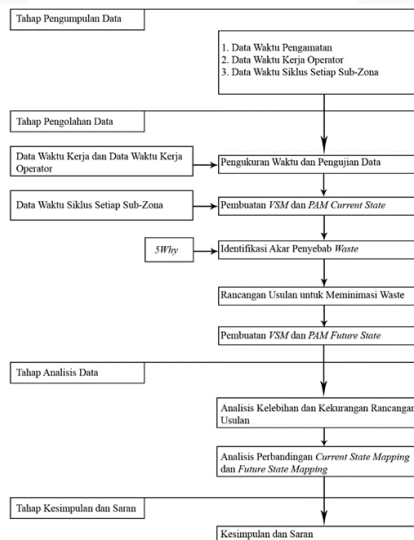 Tahap Pengumpulan Data
1. Data Waktu Pengamatan
2. Data Waktu Kerja Operator
3. Data Waktu Siklus Setiap Sub-Zona
Tahap Pengolahan Data
Data Waktu Kerja dan Data Waktu Kerja
Operator
Pengukuran Waktu dan Pengujian Data
Data Waktu Siklus Setiap Sub-Zona
Pembuatan VSM dan PAM Current State
5Why
Identifikasi Akar Penyebab Waste
Rancangan Usulan untuk Meminimasi Waste
Pembuatan VSM dan PAM Future State
Tahap Analisis Data
Analisis Kelebihan dan Kekurangan Rancangan
Usulan
Analisis Perbandingan Current State Mapping
dan Future State Mapping
Tahap Kesimpulan dan Saran
Kesimpulan dan Saran